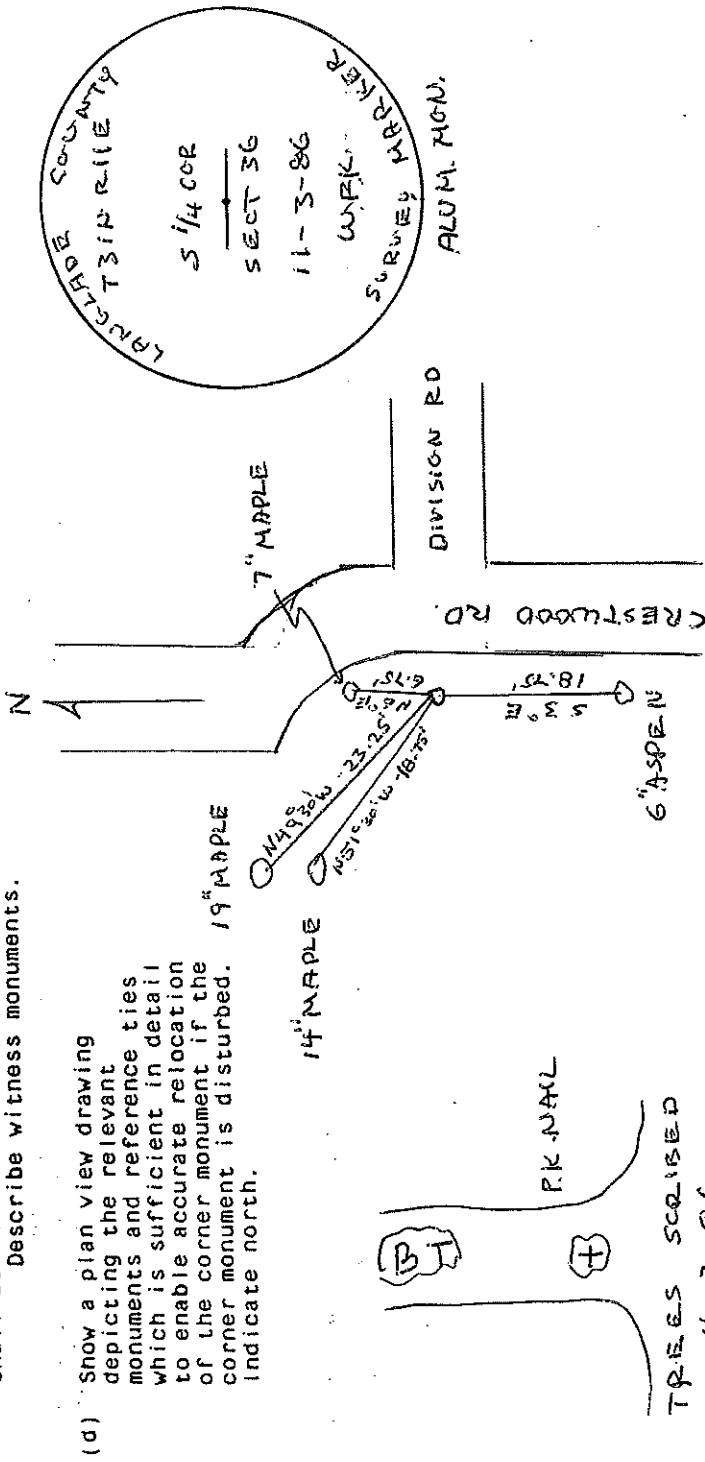 Describe witness monuments.
(d) Show a plan view drawing
depicting the relevant
monuments and reference ties
which is sufficient in detail
to enable accurate relocation
of the corner monument if the
corner monument is disturbed.
Indicate north.
N
19" MAPLE
14" MAPLE
7" MAPLE
N49°30'W 23.25'
N51°30'W 18.75'
6.75'
S 3° E
18.75'
6" ASPEN
CRESTWOOD RD.
DIVISION RD
LANGLADE COUNTY
T31N R11E
S 1/4 COR
SECT 36
11-3-86
W.R.K.
SURVEY MARKER
ALUM. MON.
BT
P.K. NAIL
TREES SCRIBED